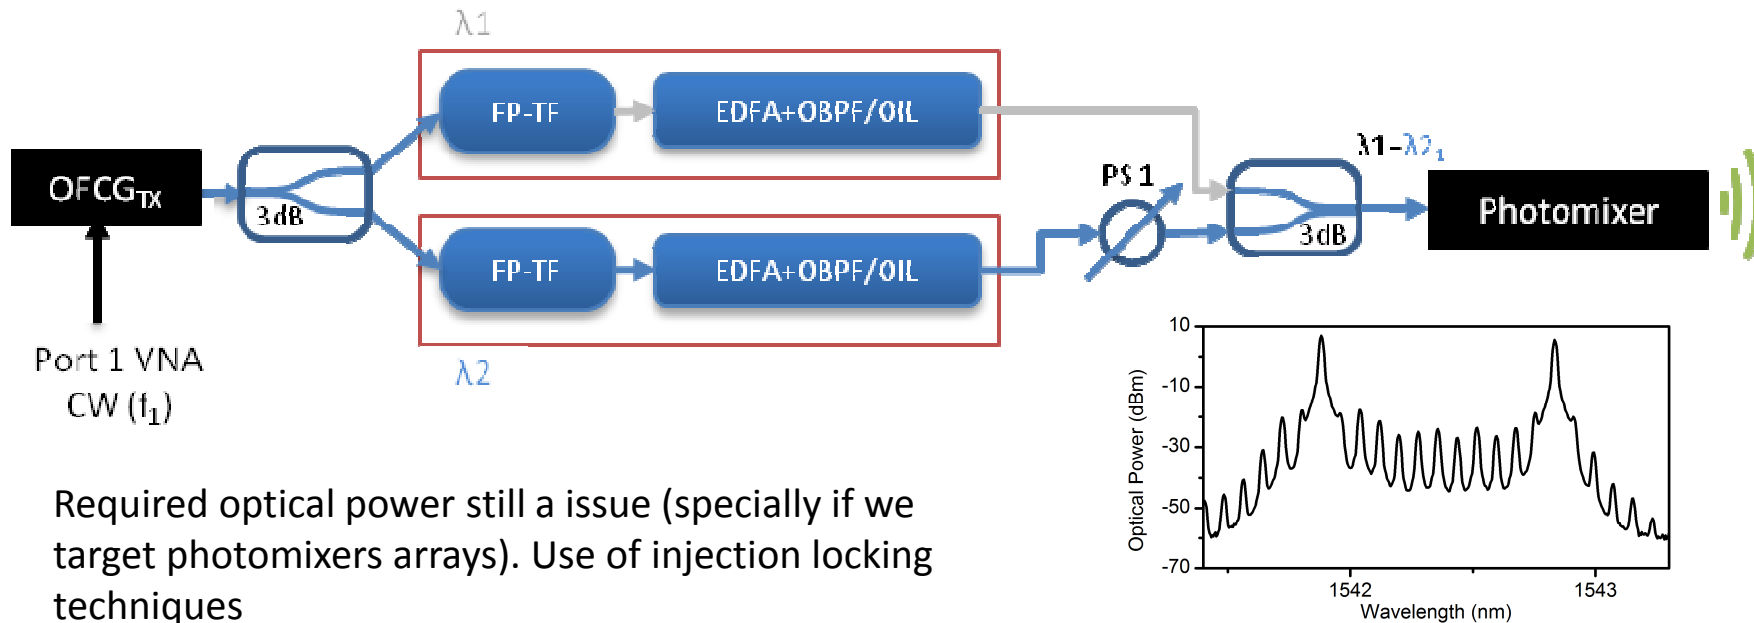 λ1
FP-TF
EDFA+OBPF/OIL
OFCG_TX
3dB
PS 1
λ1-λ2₁
3dB
Photomixer
FP-TF
EDFA+OBPF/OIL
λ2
Port 1 VNA
CW (f₁)
Required optical power still a issue (specially if we
target photomixers arrays). Use of injection locking
techniques
10
-10
-30
-50
-70
Optical Power (dBm)
1542
1543
Wavelength (nm)